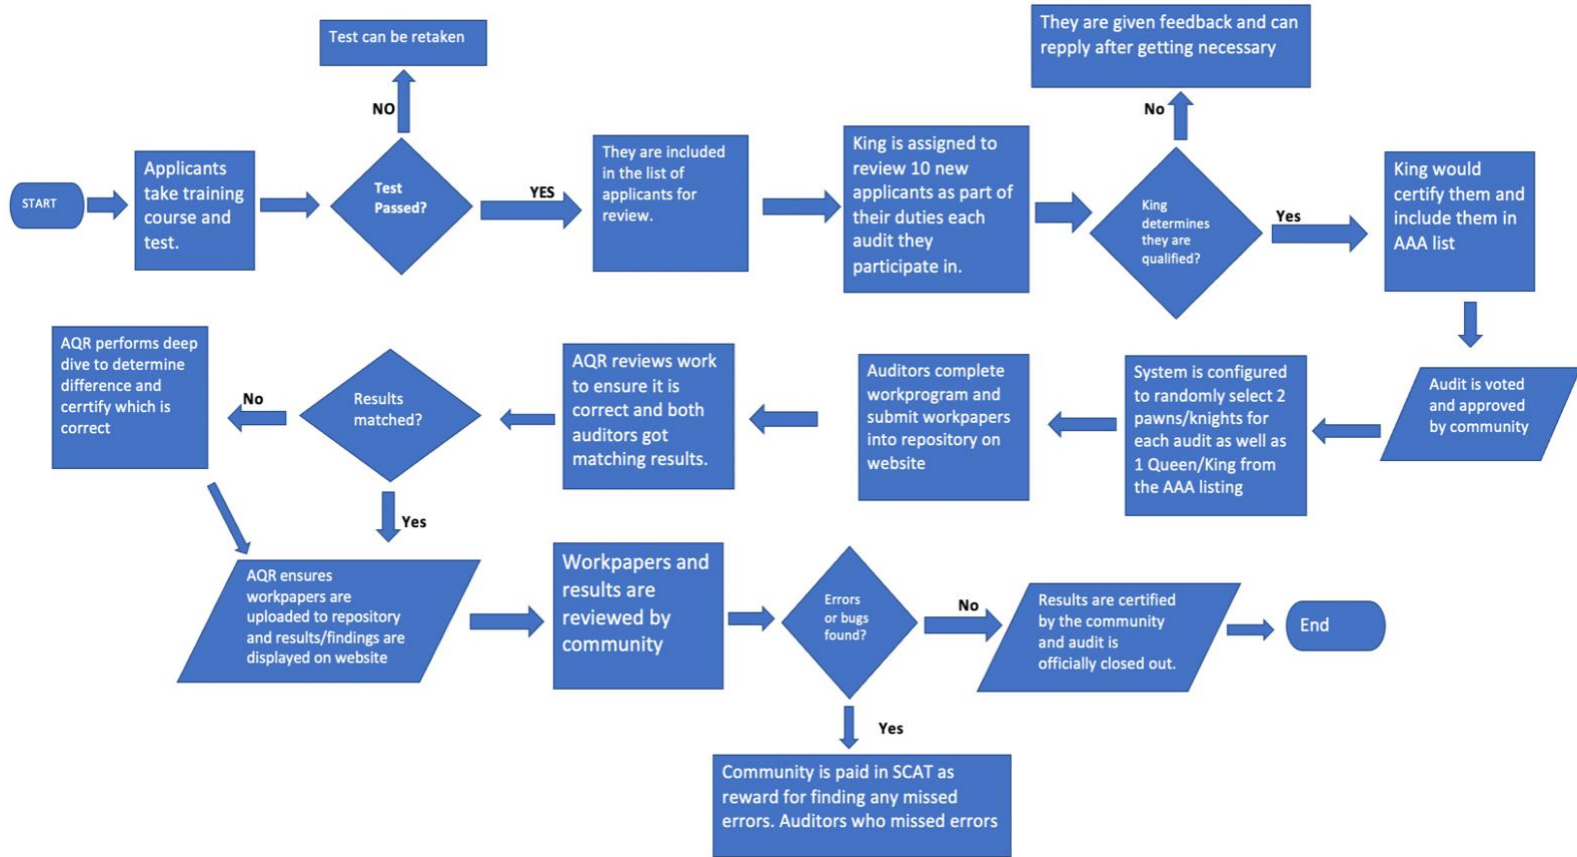 Test can be retaken
They are given feedback and can
repply after getting necessary
NO
No
START
Applicants
take training
course and
test.
Test
Passed?
YES
They are included
in the list of
applicants for
review.
King is assigned to
review 10 new
applicants as part of
their duties each
audit they
participate in.
King
determines
they are
qualified?
Yes
King would
certify them and
include them in
AAA list
AQR performs deep
dive to determine
difference and
cerrtify which is
correct
No
Results
matched?
AQR reviews work
to ensure it is
correct and both
auditors got
matching results.
Auditors complete
workprogram and
submit workpapers
into repository on
website
System is configured
to randomly select 2
pawns/knights for
each audit as well as
1 Queen/King from
the AAA listing
Audit is voted
and approved
by community
Yes
AQR ensures
workpapers are
uploaded to repository
and results/findings are
displayed on website
Workpapers and
results are
reviewed by
community
Errors
or bugs
found?
No
Results are certified
by the community
and audit is
officially closed out.
End
Yes
Community is paid in SCAT as
reward for finding any missed
errors. Auditors who missed errors